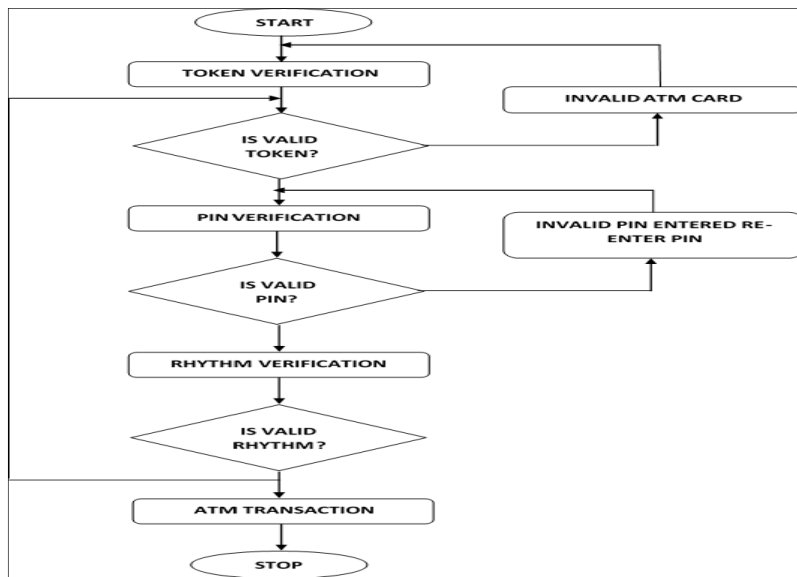 START
TOKEN VERIFICATION
INVALID ATM CARD
IS VALID
TOKEN?
PIN VERIFICATION
INVALID PIN ENTERED RE-
ENTER PIN
IS VALID
PIN?
RHYTHM VERIFICATION
IS VALID
RHYTHM?
ATM TRANSACTION
STOP